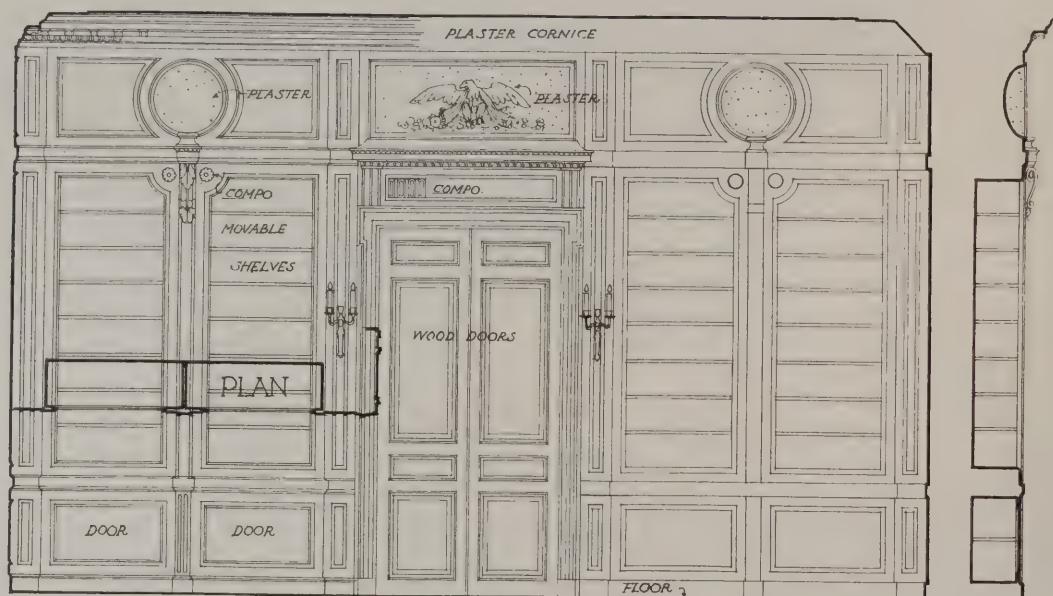 PLASTER CORNICE
PLASTER
PLASTER
COMPO
COMPO.
MOVABLE
SHELVES
WOOD DOORS
PLAN
DOOR
DOOR
FLOOR